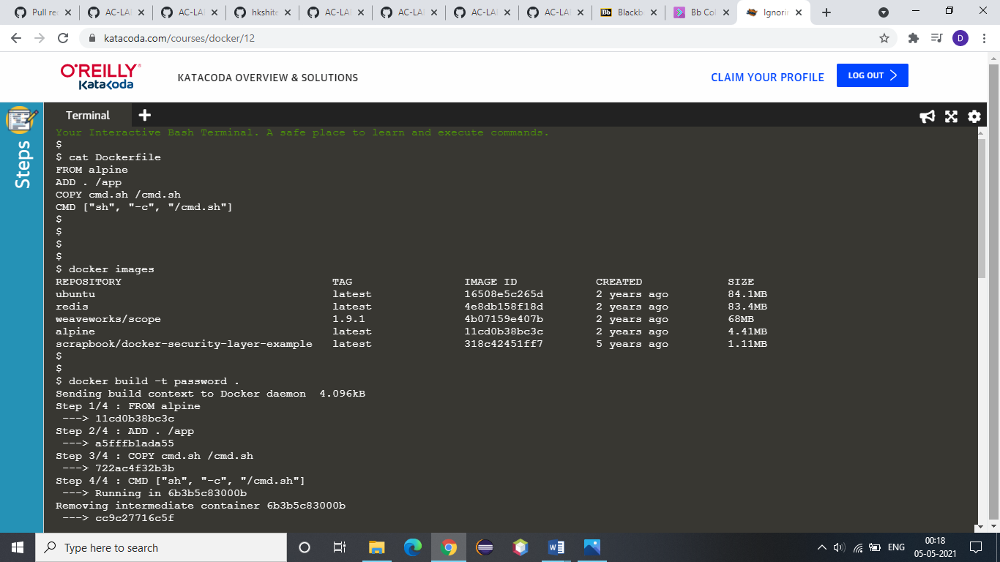 Pull re
AC-LA
AC-LA
hkshite
AC-LA
AC-LA
AC-LA
AC-LA
Bb Blackb
Bb Col
Ignorin
katacoda.com/courses/docker/12
D
O'REILLY
Katacoda
KATACODA OVERVIEW & SOLUTIONS
CLAIM YOUR PROFILE
LOG OUT
Steps
Terminal
Your Interactive Bash Terminal. A safe place to learn and execute commands.
$
$ cat Dockerfile
FROM alpine
ADD . /app
COPY cmd.sh /cmd.sh
CMD ["sh", "-c", "/cmd.sh"]
$
$
$
$
$ docker images
REPOSITORY TAG IMAGE ID CREATED SIZE
ubuntu latest 16508e5c265d 2 years ago 84.1MB
redis latest 4e8db158f18d 2 years ago 83.4MB
weaveworks/scope 1.9.1 4b07159e407b 2 years ago 68MB
alpine latest 11cd0b38bc3c 2 years ago 4.41MB
scrapbook/docker-security-layer-example latest 318c42451ff7 5 years ago 1.11MB
$
$
$ docker build -t password .
Sending build context to Docker daemon 4.096kB
Step 1/4 : FROM alpine
---> 11cd0b38bc3c
Step 2/4 : ADD . /app
---> a5fffb1ada55
Step 3/4 : COPY cmd.sh /cmd.sh
---> 722ac4f32b3b
Step 4/4 : CMD ["sh", "-c", "/cmd.sh"]
---> Running in 6b3b5c83000b
Removing intermediate container 6b3b5c83000b
---> cc9c27716c5f
Type here to search
ENG
00:18
05-05-2021